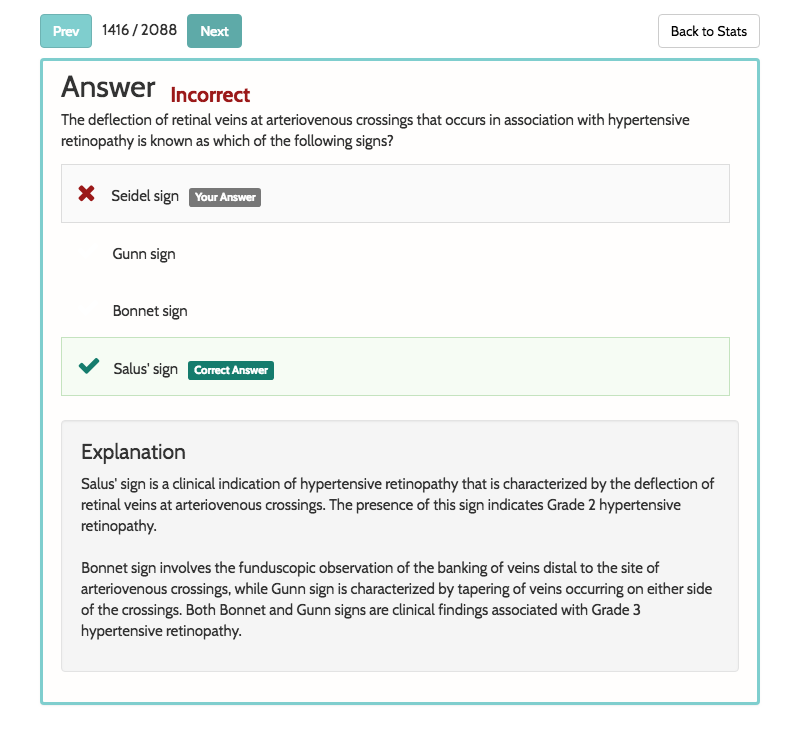 Prev 1416 / 2088 Next Back to Stats
Answer Incorrect
The deflection of retinal veins at arteriovenous crossings that occurs in association with hypertensive
retinopathy is known as which of the following signs?
Seidel sign Your Answer
Gunn sign
Bonnet sign
Salus' sign Correct Answer
Explanation
Salus' sign is a clinical indication of hypertensive retinopathy that is characterized by the deflection of
retinal veins at arteriovenous crossings. The presence of this sign indicates Grade 2 hypertensive
retinopathy.
Bonnet sign involves the funduscopic observation of the banking of veins distal to the site of
arteriovenous crossings, while Gunn sign is characterized by tapering of veins occurring on either side
of the crossings. Both Bonnet and Gunn signs are clinical findings associated with Grade 3
hypertensive retinopathy.